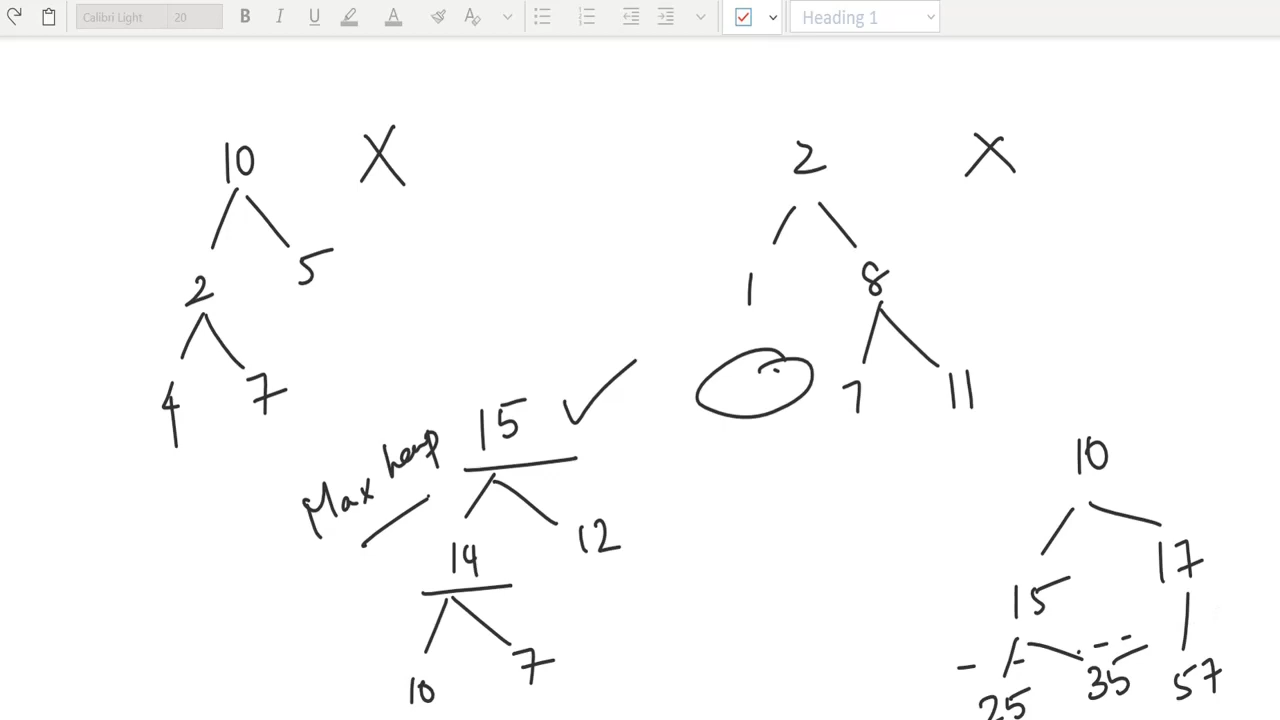 Calibri Light 20 B I U A A Heading 1
10 X
2 5
4 7
2 X
1 8
7 11
Max heap
15 ✓
14 12
10 7
10
15 17
25 35 57